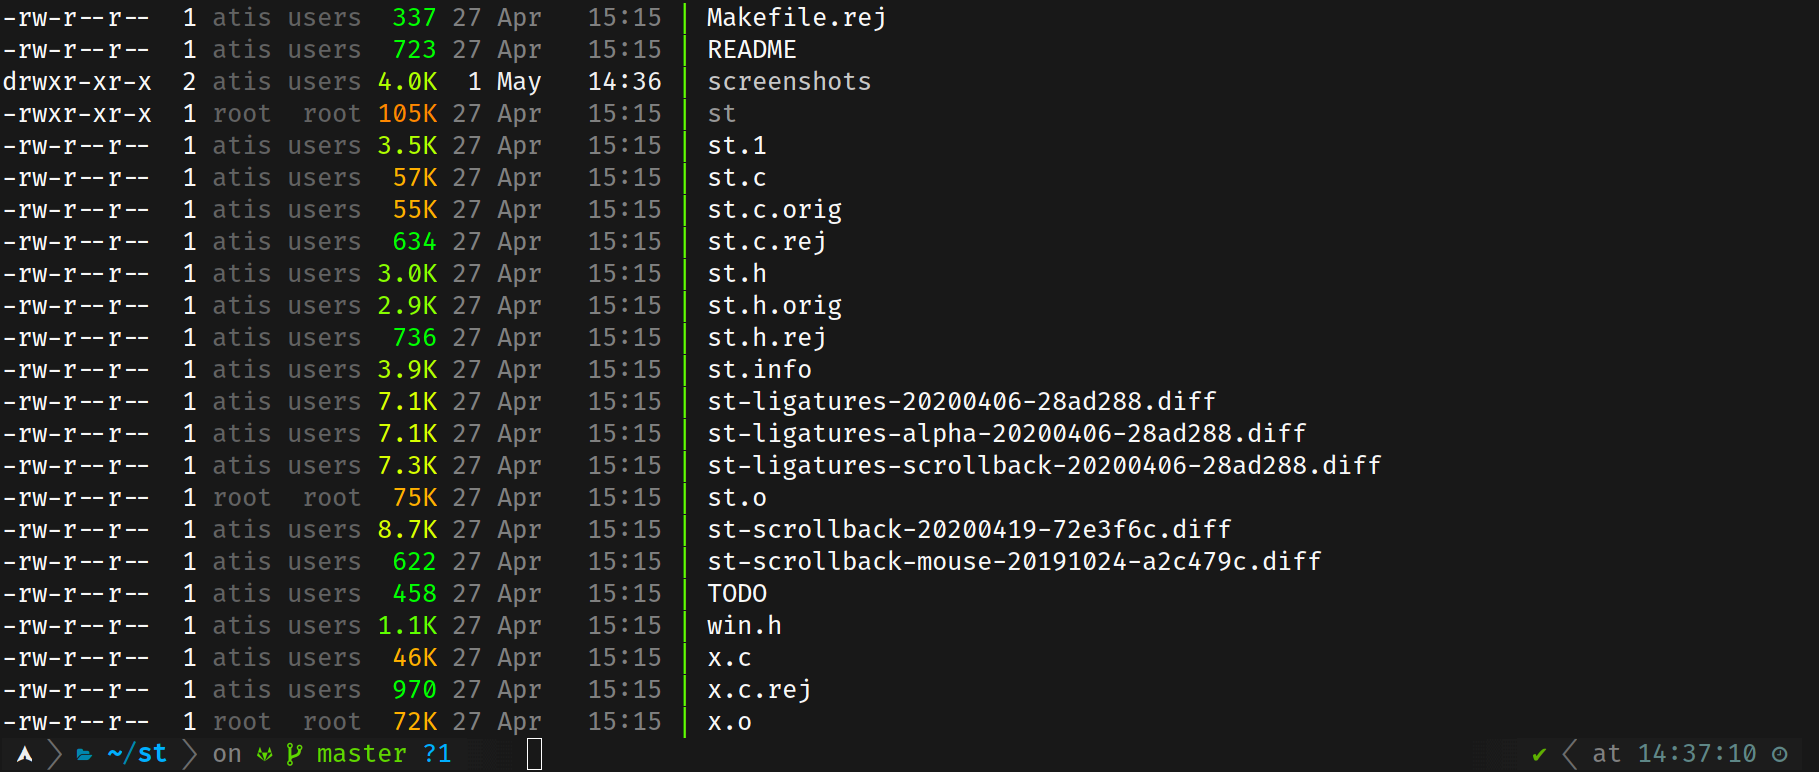 -rw-r--r-- 1 atis users 337 27 Apr 15:15 | Makefile.rej
-rw-r--r-- 1 atis users 723 27 Apr 15:15 | README
drwxr-xr-x 2 atis users 4.0K 1 May 14:36 | screenshots
-rwxr-xr-x 1 root root 105K 27 Apr 15:15 | st
-rw-r--r-- 1 atis users 3.5K 27 Apr 15:15 | st.1
-rw-r--r-- 1 atis users 57K 27 Apr 15:15 | st.c
-rw-r--r-- 1 atis users 55K 27 Apr 15:15 | st.c.orig
-rw-r--r-- 1 atis users 634 27 Apr 15:15 | st.c.rej
-rw-r--r-- 1 atis users 3.0K 27 Apr 15:15 | st.h
-rw-r--r-- 1 atis users 2.9K 27 Apr 15:15 | st.h.orig
-rw-r--r-- 1 atis users 736 27 Apr 15:15 | st.h.rej
-rw-r--r-- 1 atis users 3.9K 27 Apr 15:15 | st.info
-rw-r--r-- 1 atis users 7.1K 27 Apr 15:15 | st-ligatures-20200406-28ad288.diff
-rw-r--r-- 1 atis users 7.1K 27 Apr 15:15 | st-ligatures-alpha-20200406-28ad288.diff
-rw-r--r-- 1 atis users 7.3K 27 Apr 15:15 | st-ligatures-scrollback-20200406-28ad288.diff
-rw-r--r-- 1 root root 75K 27 Apr 15:15 | st.o
-rw-r--r-- 1 atis users 8.7K 27 Apr 15:15 | st-scrollback-20200419-72e3f6c.diff
-rw-r--r-- 1 atis users 622 27 Apr 15:15 | st-scrollback-mouse-20191024-a2c479c.diff
-rw-r--r-- 1 atis users 458 27 Apr 15:15 | TODO
-rw-r--r-- 1 atis users 1.1K 27 Apr 15:15 | win.h
-rw-r--r-- 1 atis users 46K 27 Apr 15:15 | x.c
-rw-r--r-- 1 atis users 970 27 Apr 15:15 | x.c.rej
-rw-r--r-- 1 root root 72K 27 Apr 15:15 | x.o
~/st on master ?1 ✔ at 14:37:10